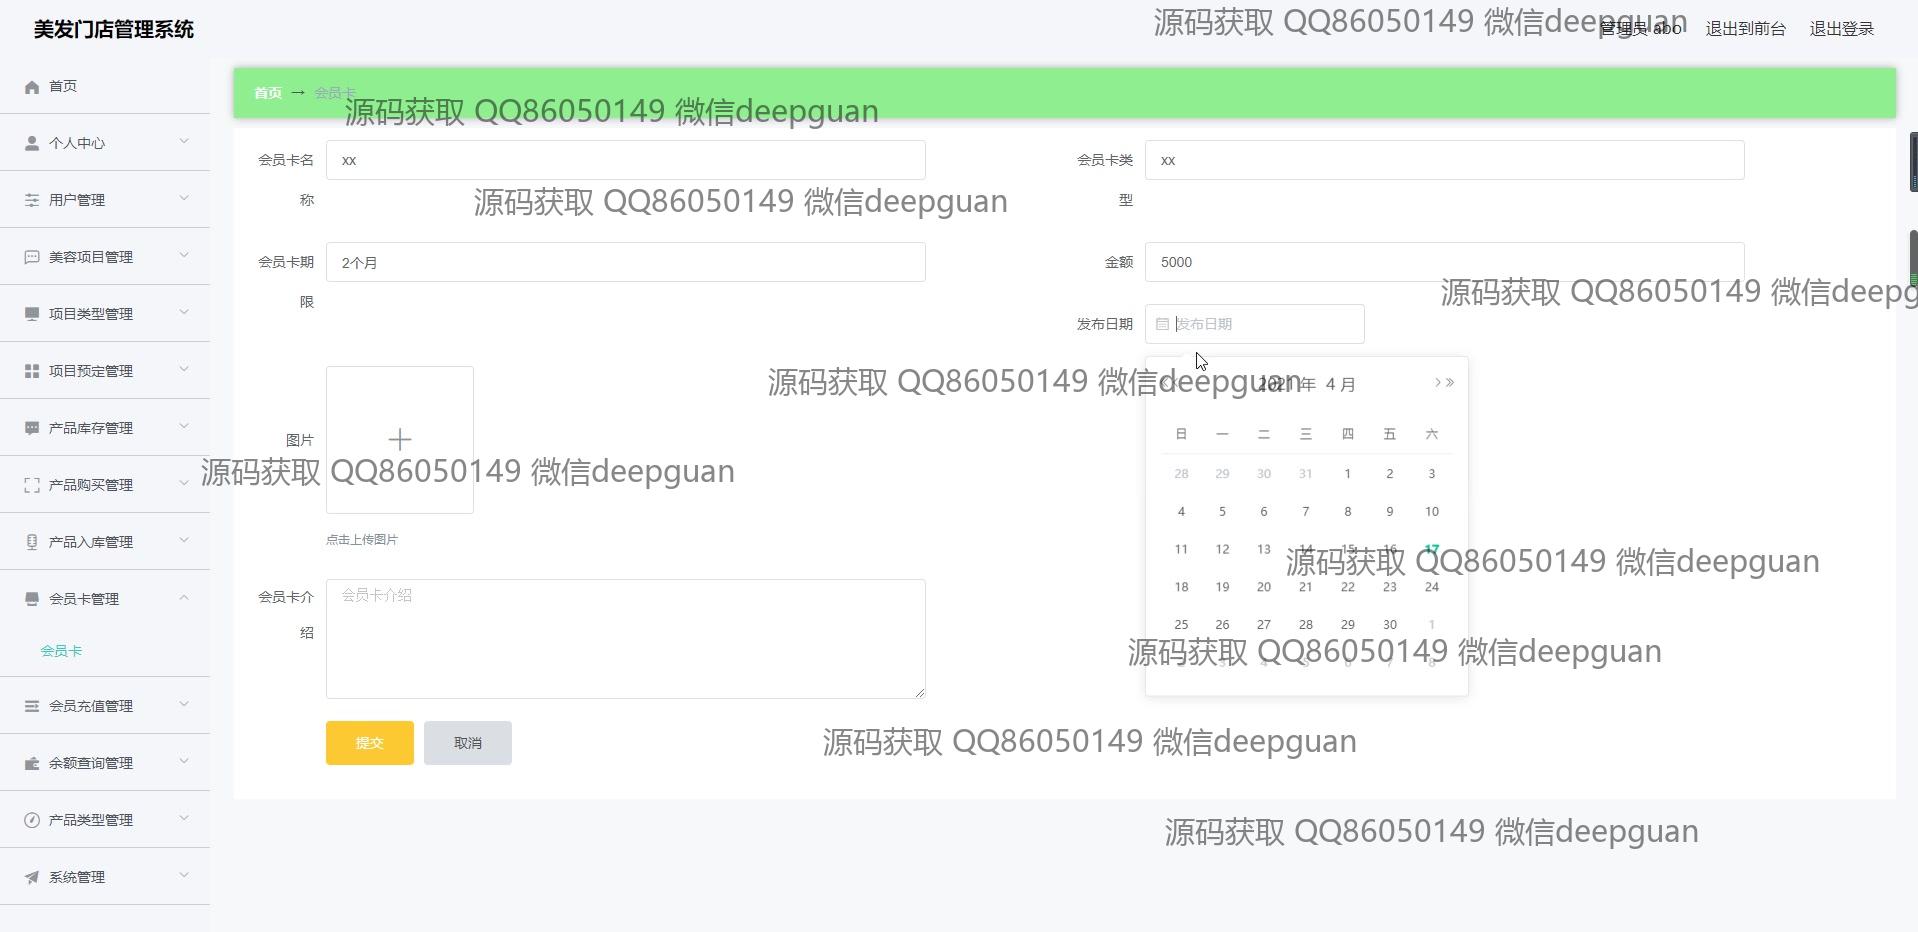 美发门店管理系统
源码获取 QQ86050149 微信deepguan
管理员 abo 退出到前台 退出登录
首页
个人中心
用户管理
美容项目管理
项目类型管理
项目预定管理
产品库存管理
产品购买管理
产品入库管理
会员卡管理
会员卡
会员充值管理
余额查询管理
产品类型管理
系统管理
首页 → 会员卡
源码获取 QQ86050149 微信deepguan
会员卡名称 xx
会员卡类型 xx
源码获取 QQ86050149 微信deepguan
会员卡期限 2个月
金额 5000
源码获取 QQ86050149 微信deepg
发布日期 发布日期
源码获取 QQ86050149 微信deepguan
2021 年 4 月
日 一 二 三 四 五 六
28 29 30 31 1 2 3
4 5 6 7 8 9 10
11 12 13 14 15 16 17
18 19 20 21 22 23 24
25 26 27 28 29 30 1
2 3 4 5 6 7 8
图片
源码获取 QQ86050149 微信deepguan
点击上传图片
源码获取 QQ86050149 微信deepguan
会员卡介绍 会员卡介绍
源码获取 QQ86050149 微信deepguan
提交 取消
源码获取 QQ86050149 微信deepguan
源码获取 QQ86050149 微信deepguan